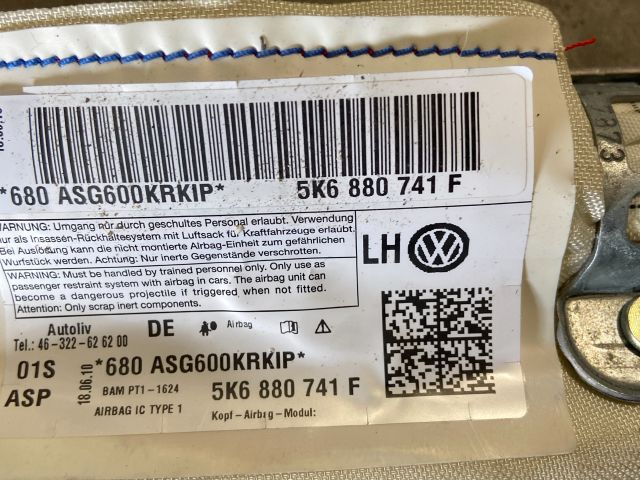 *680 ASG600KRKIP* 5K6 880 741 F
WARNUNG: Umgang nur durch geschultes Personal erlaubt. Verwendung
nur als Insassen-Rückhaltesystem mit Luftsack für Kraftfahrzeuge erlaubt.
Bei Auslösung kann die nicht montierte Airbag-Einheit zum gefährlichen
Wurfstück werden. Achtung: Nur inerte Gegenstände verschrotten.
WARNING: Must be handled by trained personnel only. Only use as
passenger restraint system with airbag in cars. The airbag unit can
become a dangerous projectile if triggered when not fitted.
Attention: Only scrap inert components.
LH VW
Autoliv DE Airbag
Tel.: 46-322-62 62 00
01S *680 ASG600KRKIP*
ASP 18.06.10 BAM PT1-1624 5K6 880 741 F
AIRBAG IC TYPE 1 Kopf-Airbag-Modul:
873